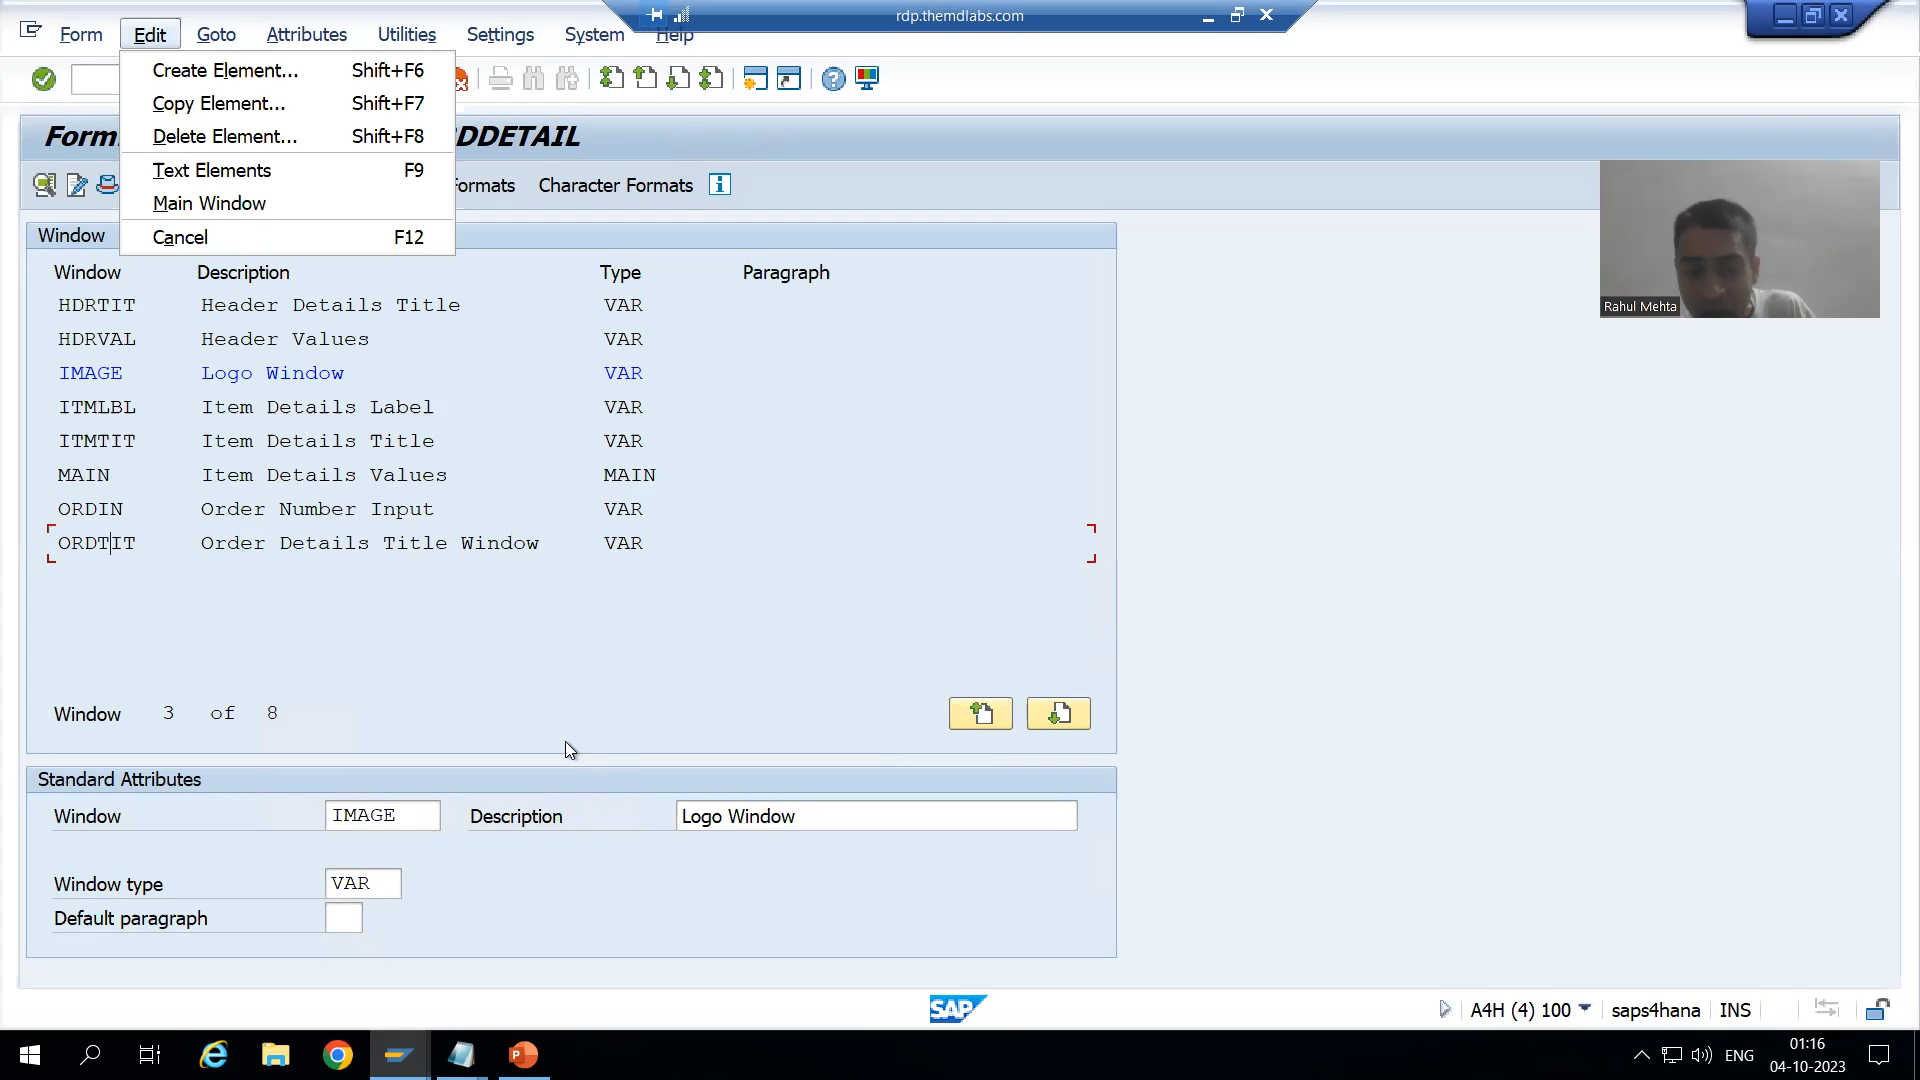 rdp.themdlabs.com
Form Edit Goto Attributes Utilities Settings System Help
Create Element... Shift+F6
Copy Element... Shift+F7
Delete Element... Shift+F8
Text Elements F9
Main Window
Cancel F12
Form
DDETAIL
Formats Character Formats
Window
Window Description Type Paragraph
HDRTIT Header Details Title VAR
HDRVAL Header Values VAR
IMAGE Logo Window VAR
ITMLBL Item Details Label VAR
ITMTIT Item Details Title VAR
MAIN Item Details Values MAIN
ORDIN Order Number Input VAR
ORDTIT Order Details Title Window VAR
Window 3 of 8
Standard Attributes
Window IMAGE Description Logo Window
Window type VAR
Default paragraph
Rahul Mehta
SAP
A4H (4) 100 saps4hana INS
ENG
01:16
04-10-2023